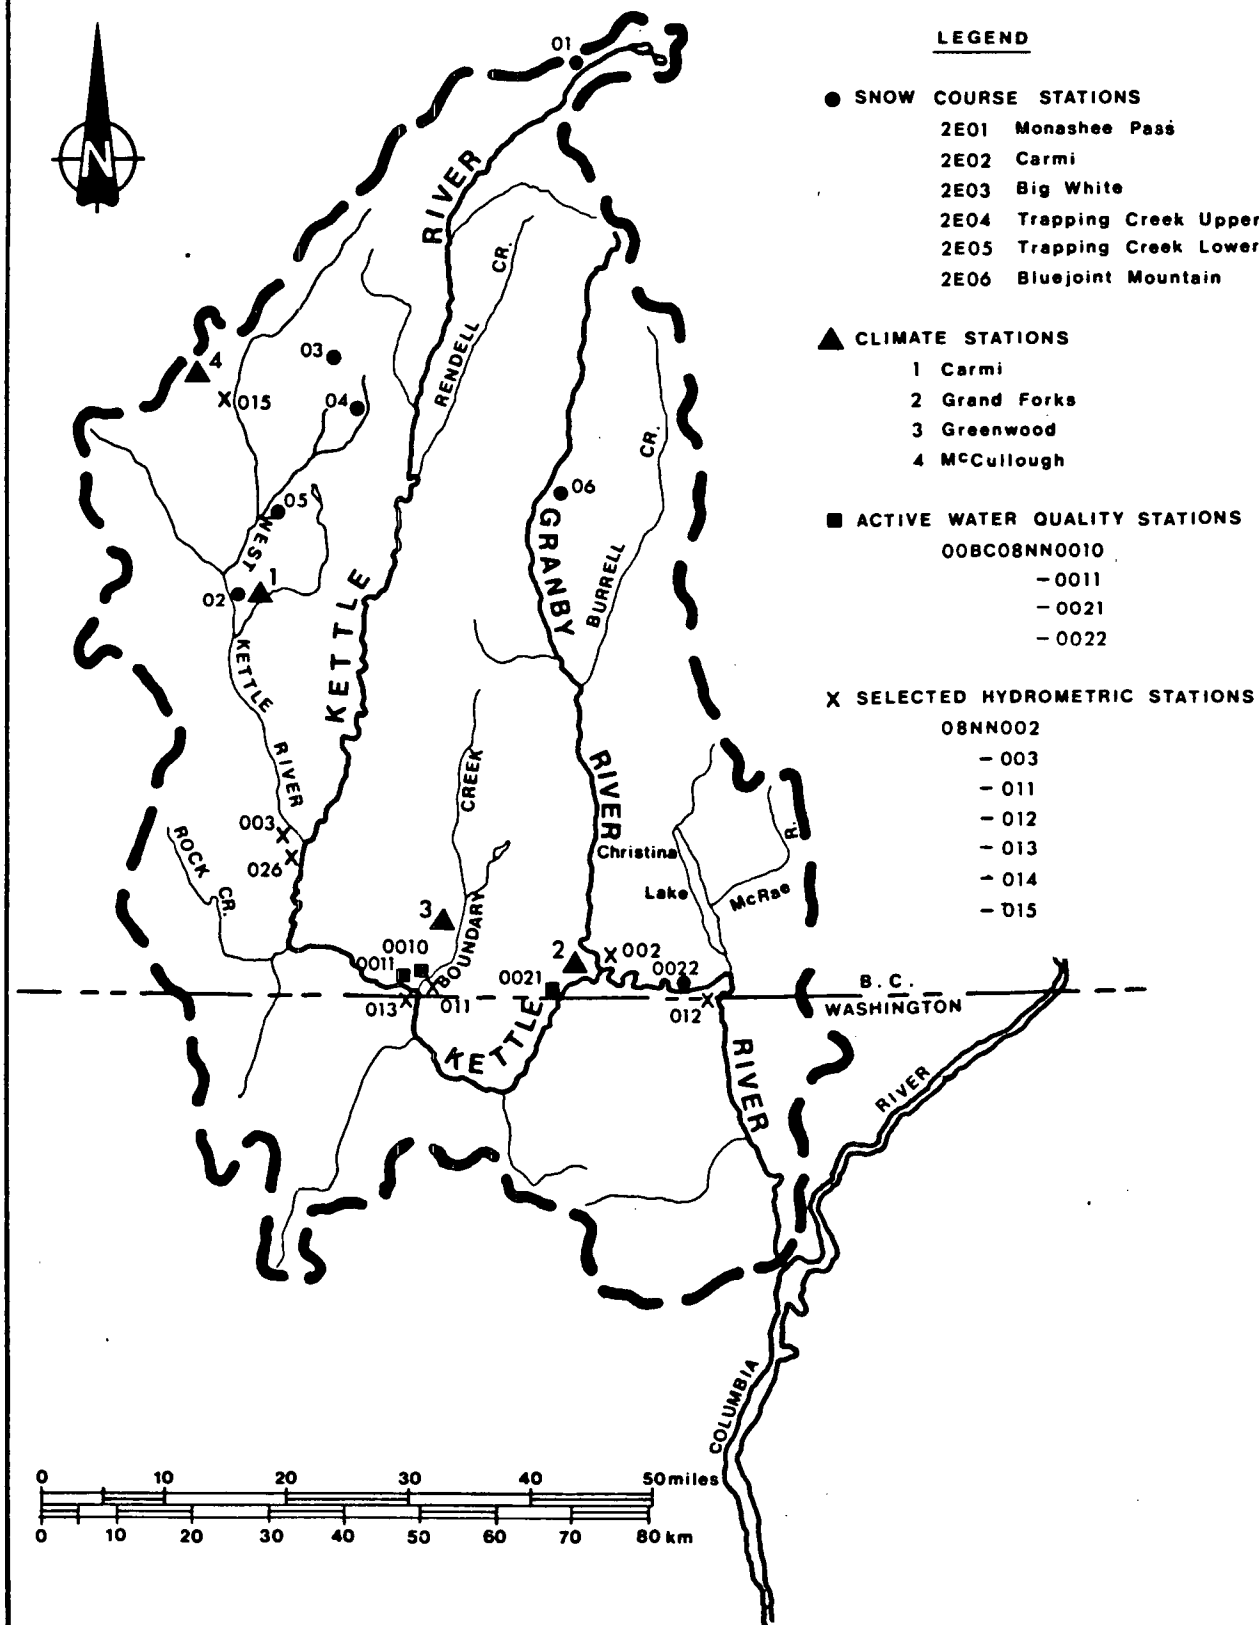 LEGEND
SNOW COURSE STATIONS
2E01 Monashee Pass
2E02 Carmi
2E03 Big White
2E04 Trapping Creek Upper
2E05 Trapping Creek Lower
2E06 Bluejoint Mountain
CLIMATE STATIONS
1 Carmi
2 Grand Forks
3 Greenwood
4 McCullough
ACTIVE WATER QUALITY STATIONS
00BC08NN0010
-0011
-0021
-0022
X SELECTED HYDROMETRIC STATIONS
08NN002
-003
-011
-012
-013
-014
-015
N
01
RIVER
CR.
RENDELL
03
4
015
04
CR.
05
06
WEST
GRANBY
1
02
KETTLE
BURRELL
KETTLE
RIVER
CREEK
RIVER
003
026
ROCK
CR.
Christina
Lake
R.
McRae
3
BOUNDARY
0010
0011
2
002
0021
0022
013
011
012
B.C.
WASHINGTON
KETTLE
RIVER
RIVER
COLUMBIA
0 10 20 30 40 50 miles
0 10 20 30 40 50 60 70 80 km